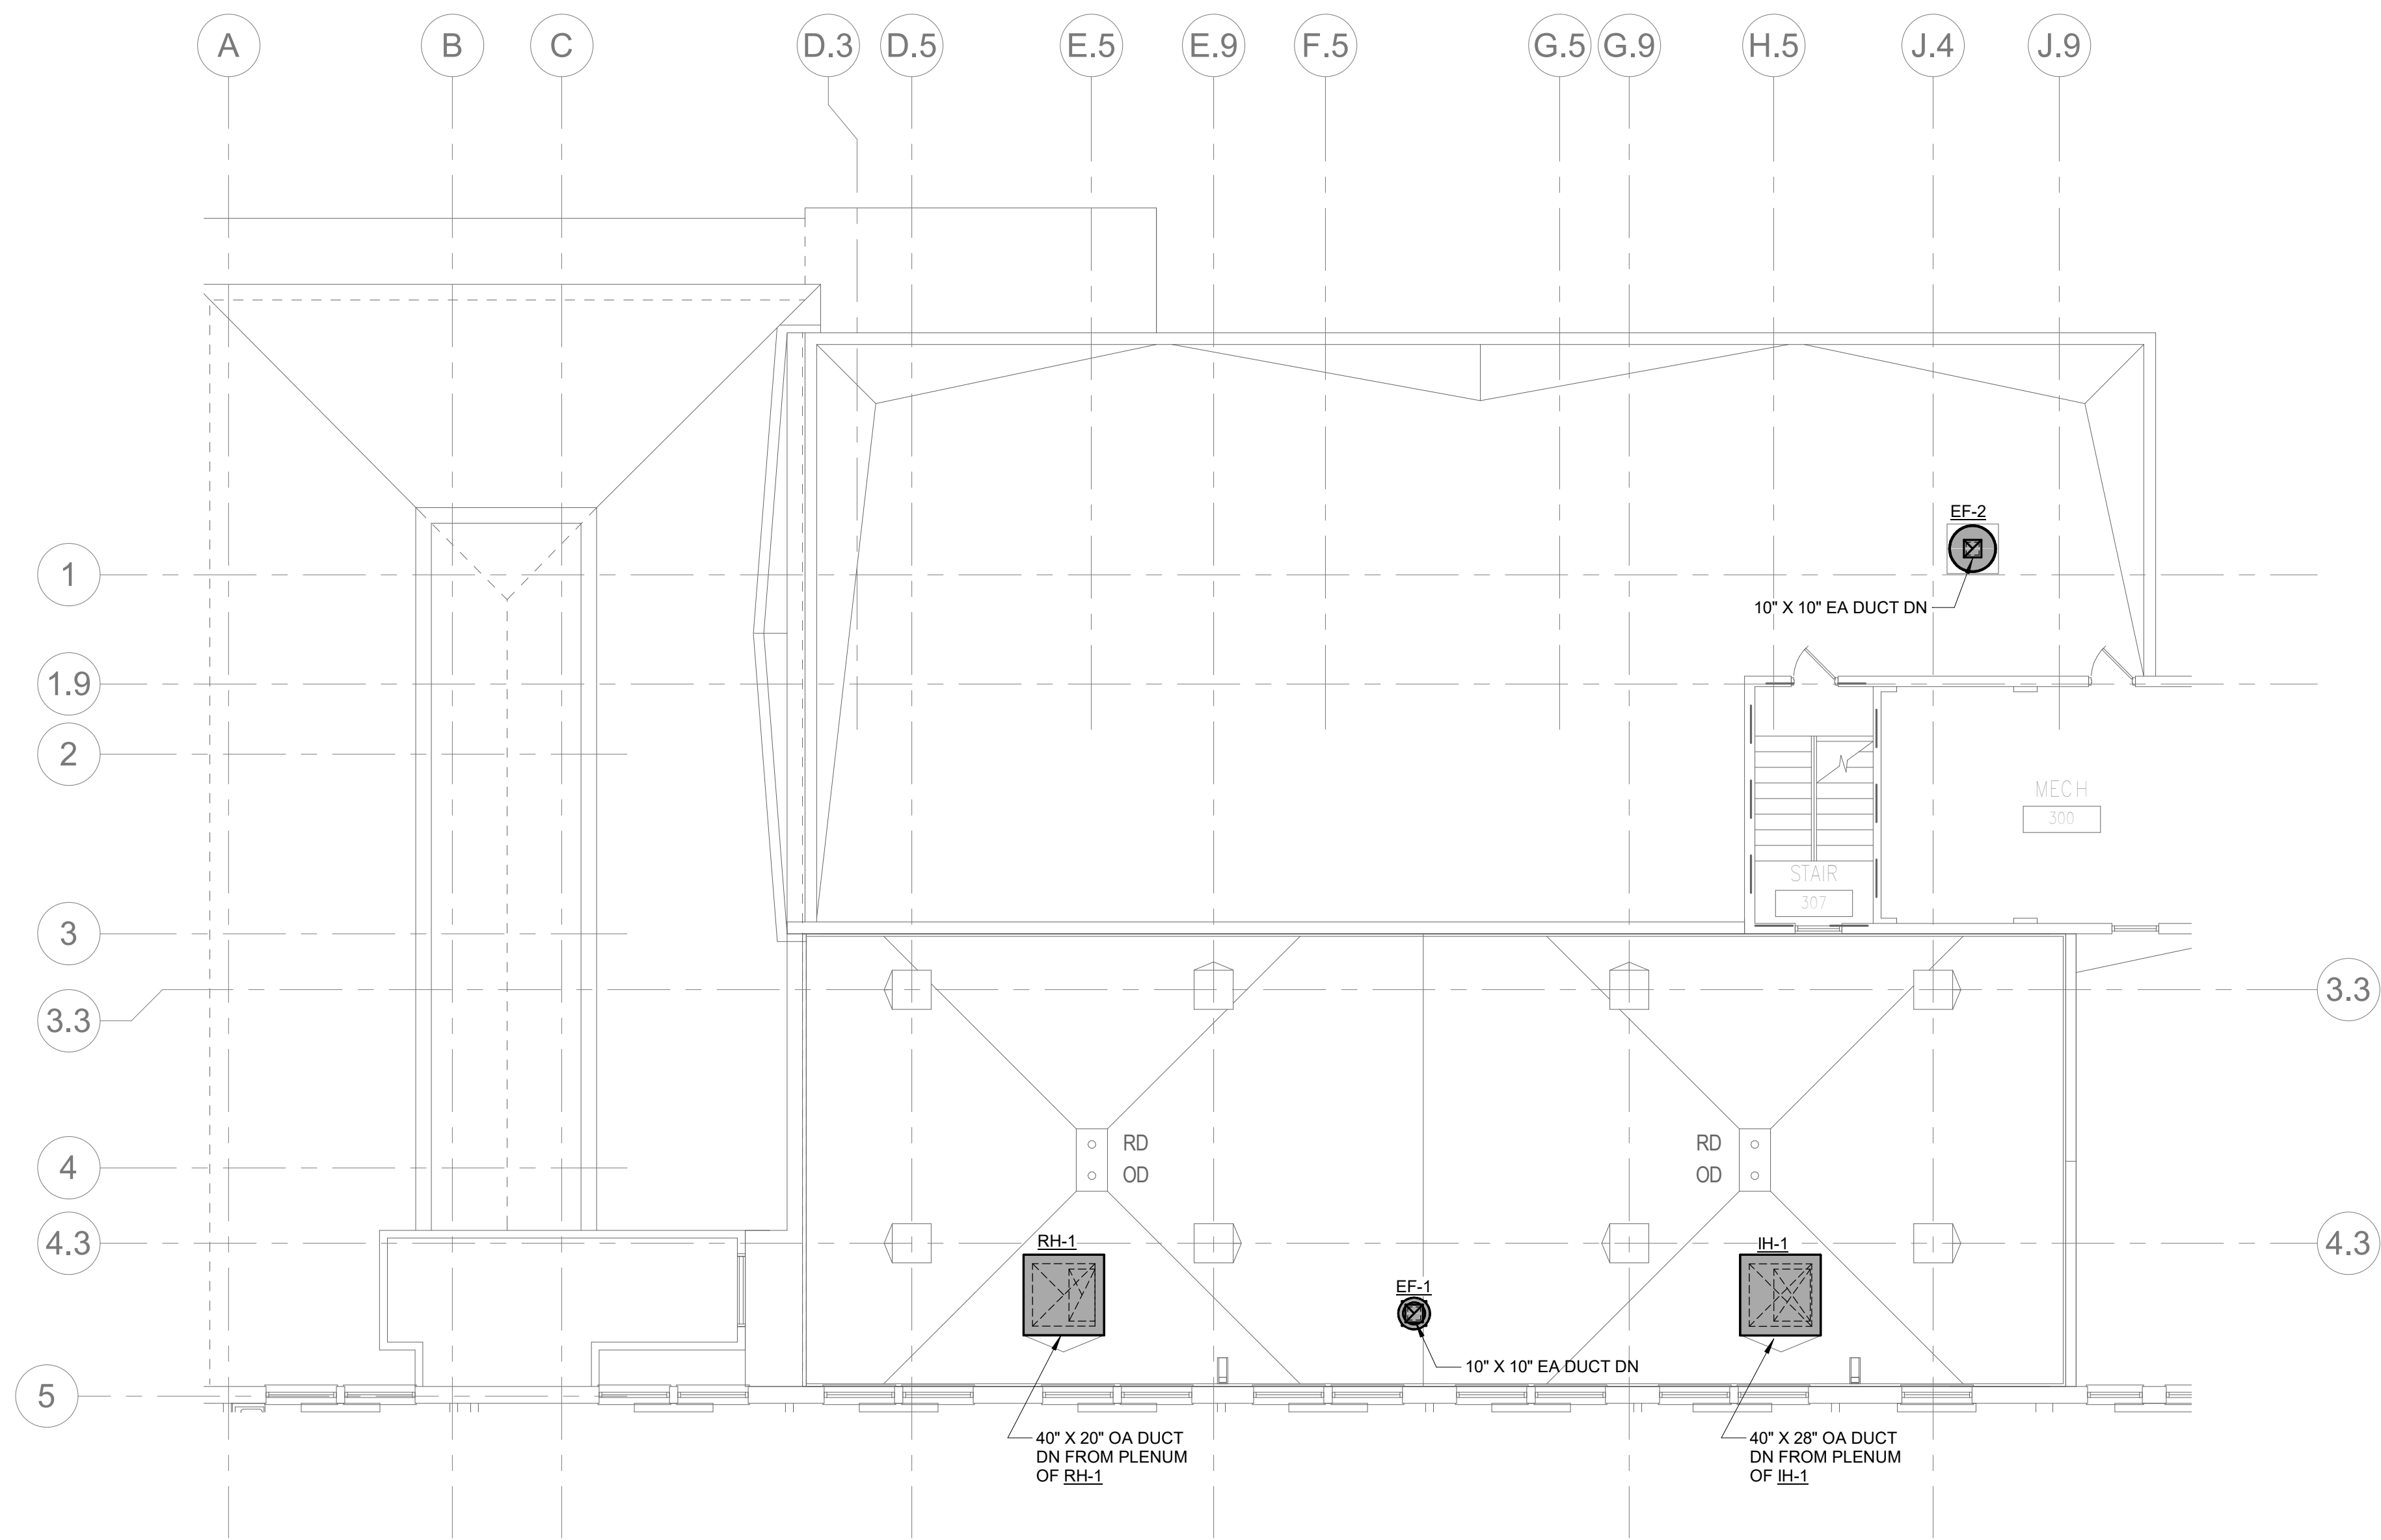 A
B
C
D.3
D.5
E.5
E.9
F.5
G.5
G.9
H.5
J.4
J.9
EF-2
1
10" X 10" EA DUCT DN
1.9
2
MECH
300
STAIR
307
3
3.3
3.3
RD
OD
RD
OD
4
4.3
4.3
RH-1
IH-1
EF-1
10" X 10" EA DUCT DN
5
40" X 20" OA DUCT
DN FROM PLENUM
OF RH-1
40" X 28" OA DUCT
DN FROM PLENUM
OF IH-1